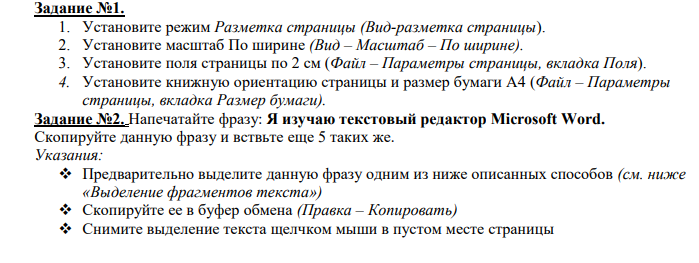 Задание №1.
1. Установите режим Разметка страницы (Вид-разметка страницы).
2. Установите масштаб По ширине (Вид – Масштаб – По ширине).
3. Установите поля страницы по 2 см (Файл – Параметры страницы, вкладка Поля).
4. Установите книжную ориентацию страницы и размер бумаги А4 (Файл – Параметры
страницы, вкладка Размер бумаги).
Задание №2. Напечатайте фразу: Я изучаю текстовый редактор Microsoft Word.
Скопируйте данную фразу и вствьте еще 5 таких же.
Указания:
❖ Предварительно выделите данную фразу одним из ниже описанных способов (см. ниже
«Выделение фрагментов текста»)
❖ Скопируйте ее в буфер обмена (Правка – Копировать)
❖ Снимите выделение текста щелчком мыши в пустом месте страницы